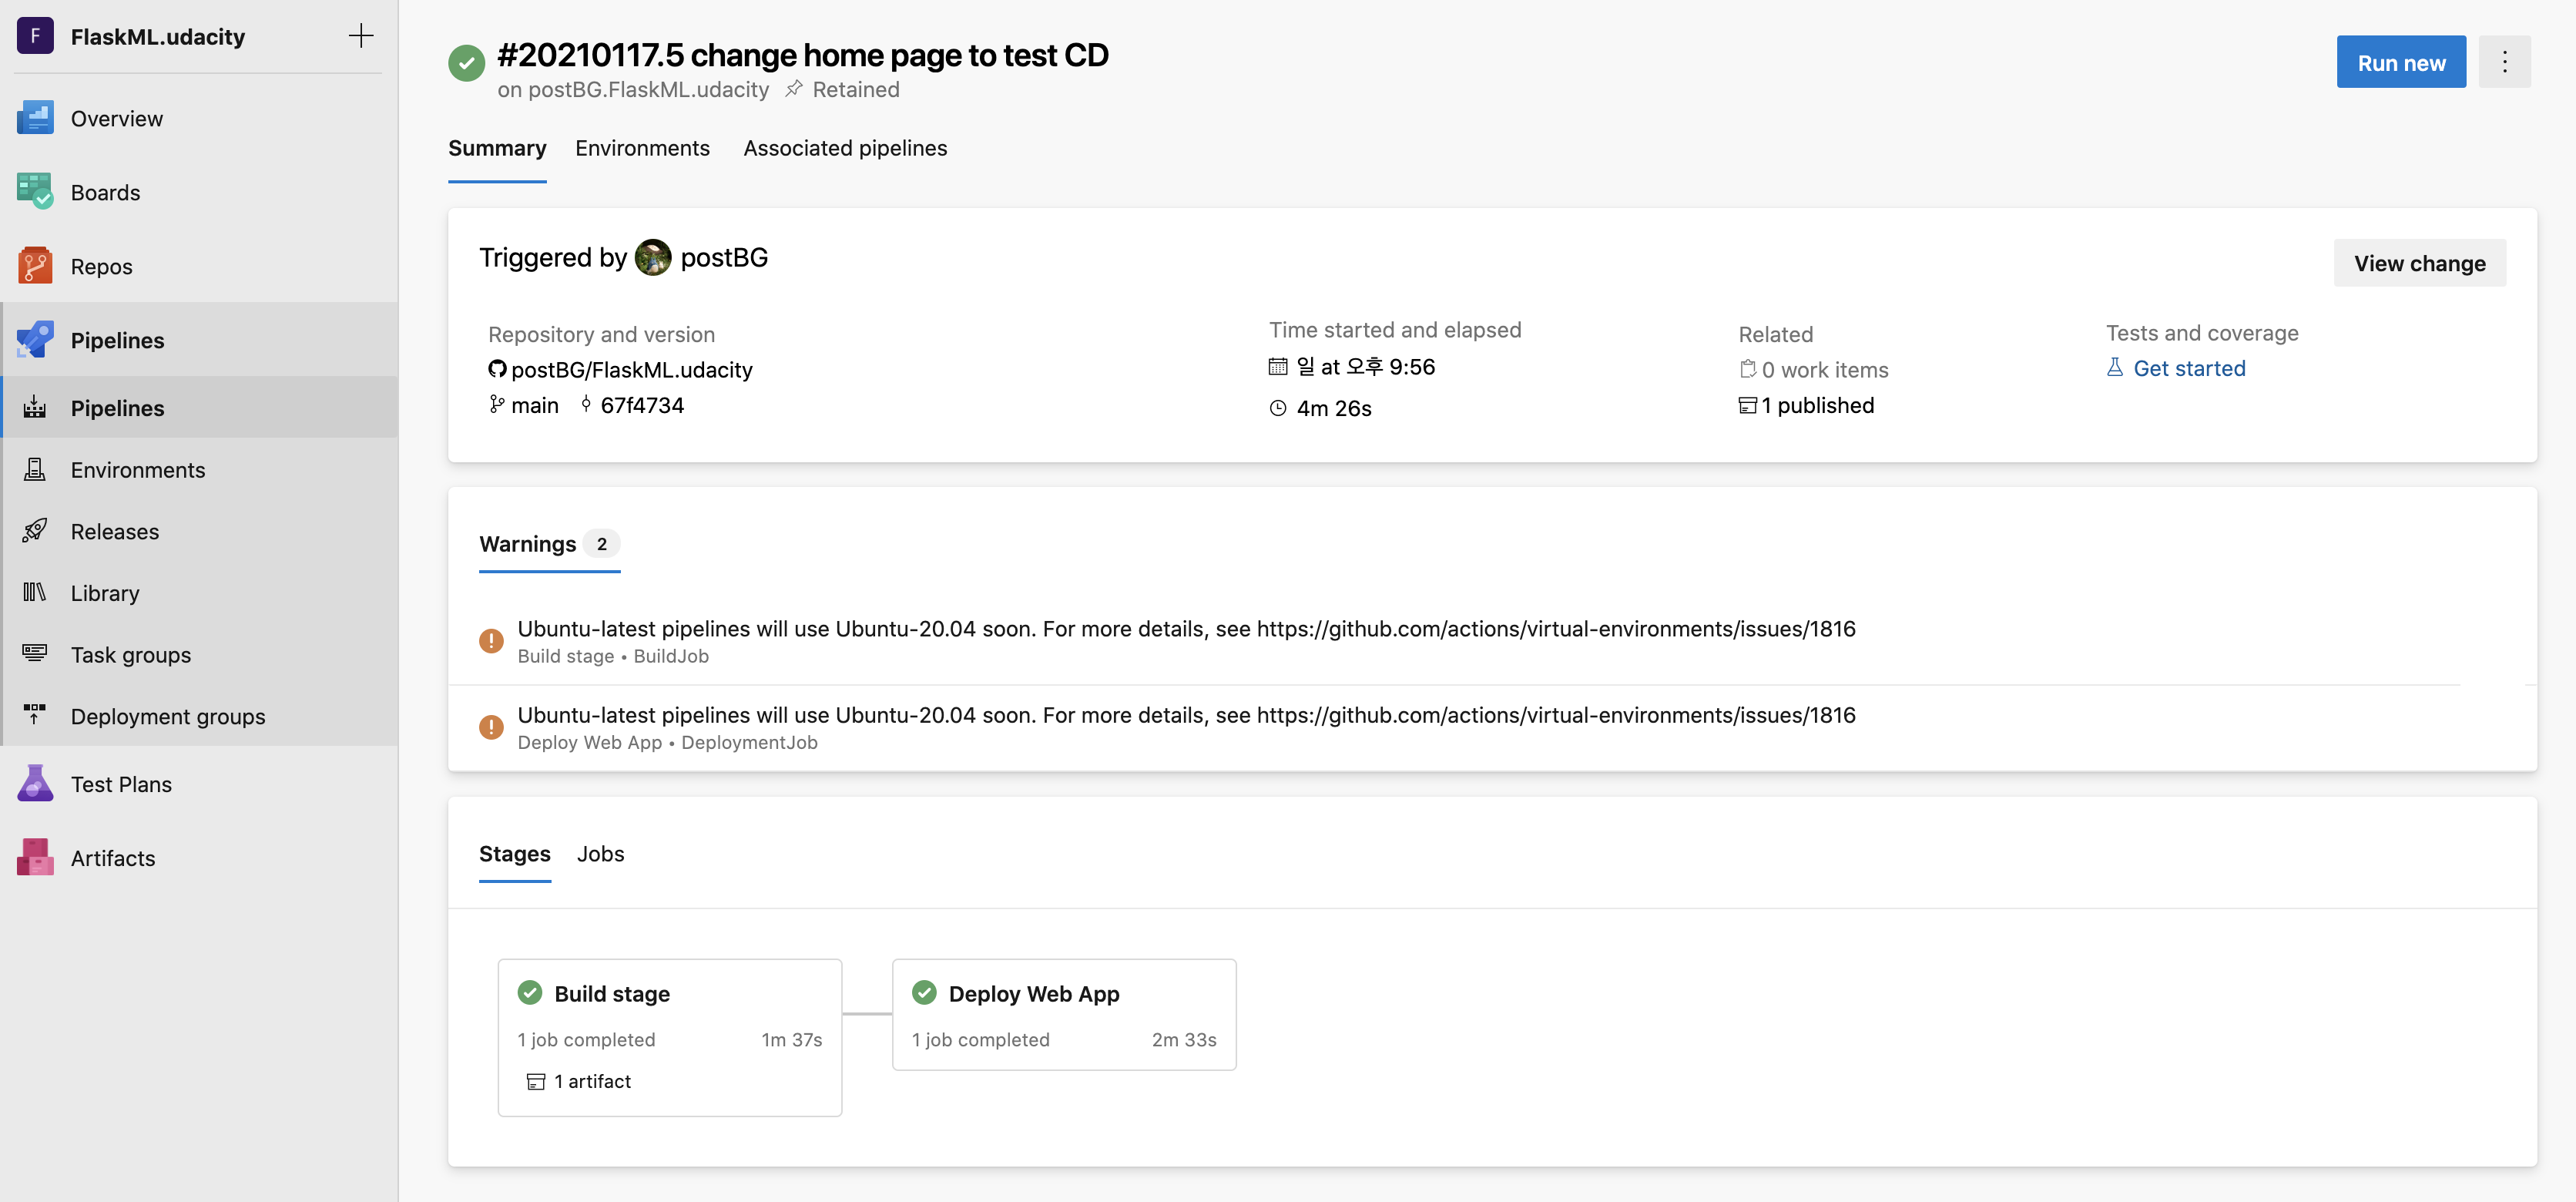 F FlaskML.udacity
Overview
Boards
Repos
Pipelines
Pipelines
Environments
Releases
Library
Task groups
Deployment groups
Test Plans
Artifacts
#20210117.5 change home page to test CD
on postBG.FlaskML.udacity Retained
Run new
Summary Environments Associated pipelines
Triggered by postBG
View change
Repository and version
postBG/FlaskML.udacity
main 67f4734
Time started and elapsed
일 at 오후 9:56
4m 26s
Related
0 work items
1 published
Tests and coverage
Get started
Warnings 2
Ubuntu-latest pipelines will use Ubuntu-20.04 soon. For more details, see https://github.com/actions/virtual-environments/issues/1816
Build stage • BuildJob
Ubuntu-latest pipelines will use Ubuntu-20.04 soon. For more details, see https://github.com/actions/virtual-environments/issues/1816
Deploy Web App • DeploymentJob
Stages Jobs
Build stage
1 job completed 1m 37s
1 artifact
Deploy Web App
1 job completed 2m 33s